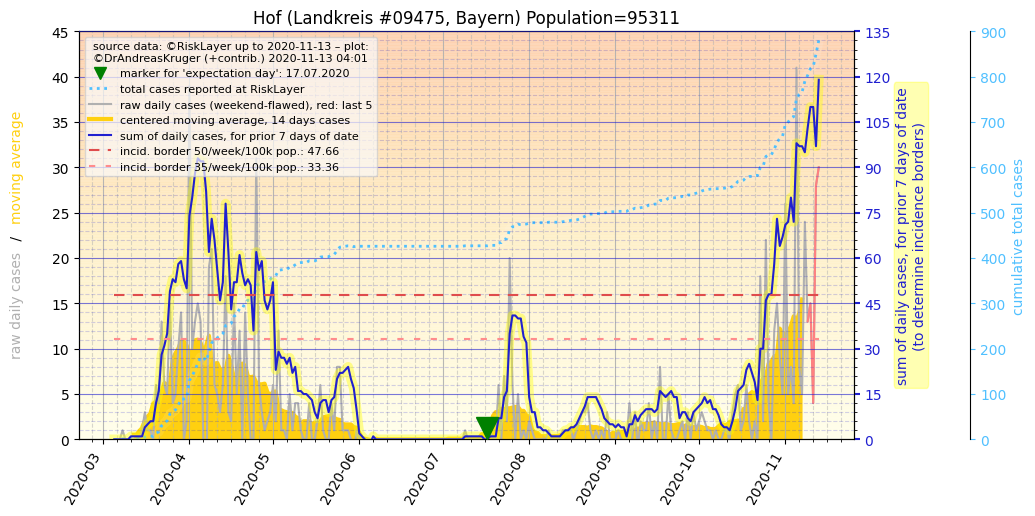 Hof (Landkreis #09475, Bayern) Population=95311
source data: ©RiskLayer up to 2020-11-13 – plot:
©DrAndreasKruger (+contrib.) 2020-11-13 04:01
marker for 'expectation day': 17.07.2020
total cases reported at RiskLayer
raw daily cases (weekend-flawed), red: last 5
centered moving average, 14 days cases
sum of daily cases, for prior 7 days of date
incid. border 50/week/100k pop.: 47.66
incid. border 35/week/100k pop.: 33.36
raw daily cases / moving average
45
40
35
30
25
20
15
10
5
0
2020-03
2020-04
2020-05
2020-06
2020-07
2020-08
2020-09
2020-10
2020-11
135
120
105
90
75
60
45
30
15
0
sum of daily cases, for prior 7 days of date
(to determine incidence borders)
900
800
700
600
500
400
300
200
100
0
cumulative total cases